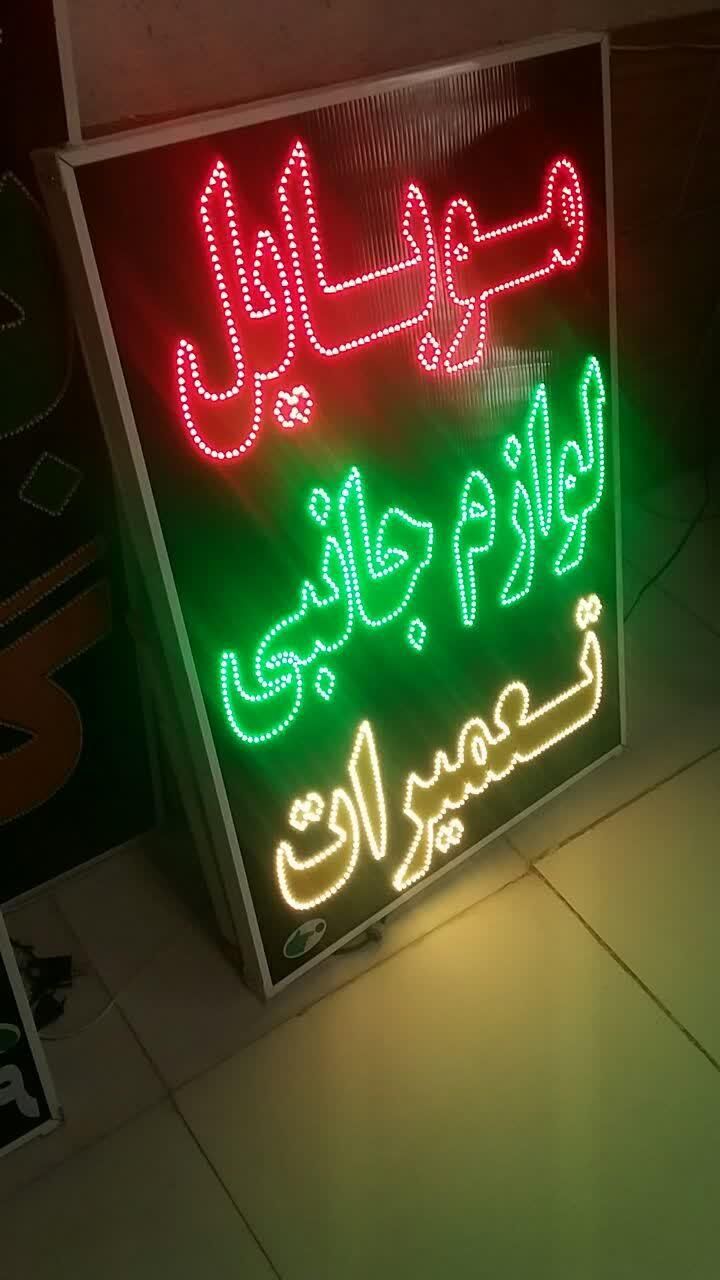 موبایل
لوازم جانبی
تعمیرات